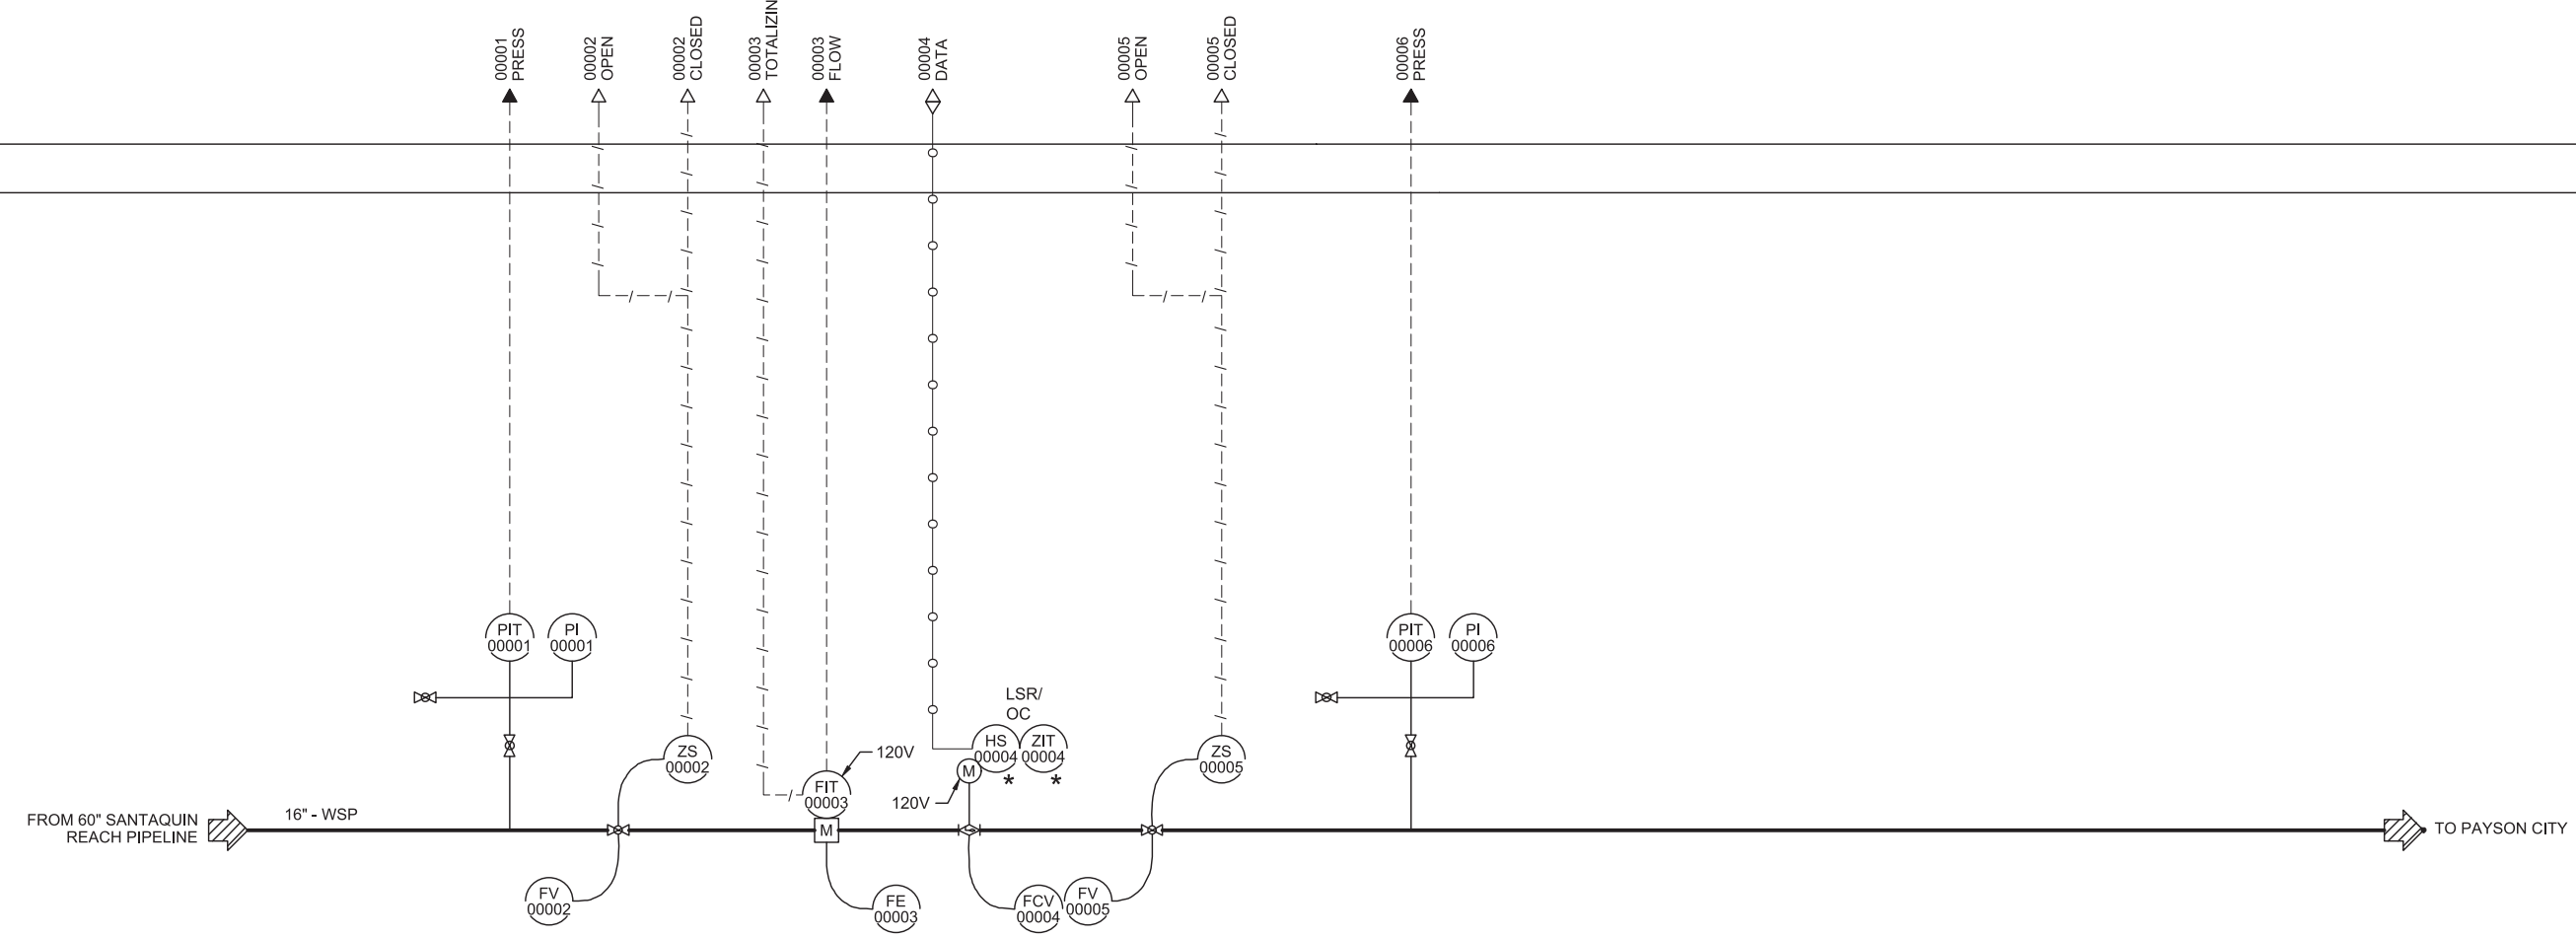 00001
PRESS
00002
OPEN
00002
CLOSED
00003
TOTALIZIN
00003
FLOW
00004
DATA
00005
OPEN
00005
CLOSED
00006
PRESS
PIT
00001
PI
00001
PIT
00006
PI
00006
LSR/
OC
ZS
00002
HS
00004
*
ZIT
00004
*
ZS
00005
120V
M
FIT
00003
120V
FROM 60" SANTAQUIN
REACH PIPELINE
16" - WSP
M
TO PAYSON CITY
FV
00002
FE
00003
FCV
00004
FV
00005